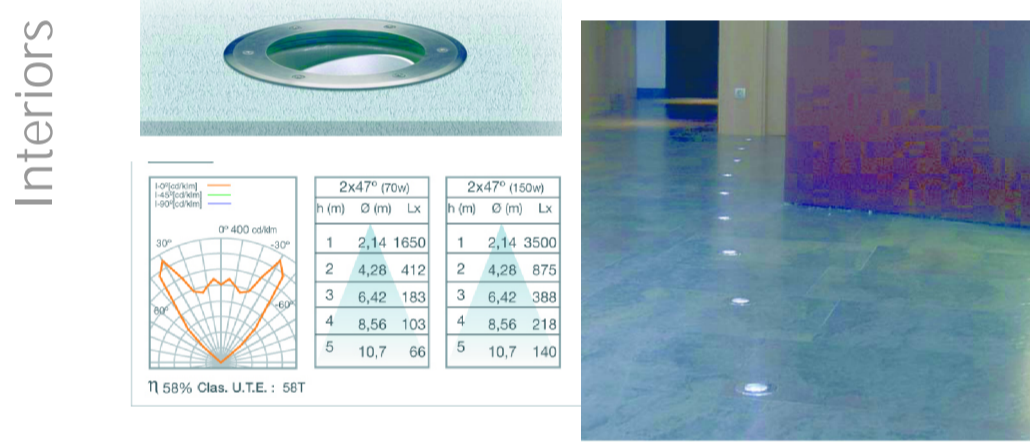 Interiors
I-0º[cd/klm]
I-45º[cd/klm]
I-90º[cd/klm]
0º 400 cd/klm
30º -30º
60º -60º
2x47º (70w)
h (m) Ø (m) Lx
1 2,14 1650
2 4,28 412
3 6,42 183
4 8,56 103
5 10,7 66
2x47º (150w)
h (m) Ø (m) Lx
1 2,14 3500
2 4,28 875
3 6,42 388
4 8,56 218
5 10,7 140
η 58% Clas. U.T.E. : 58T